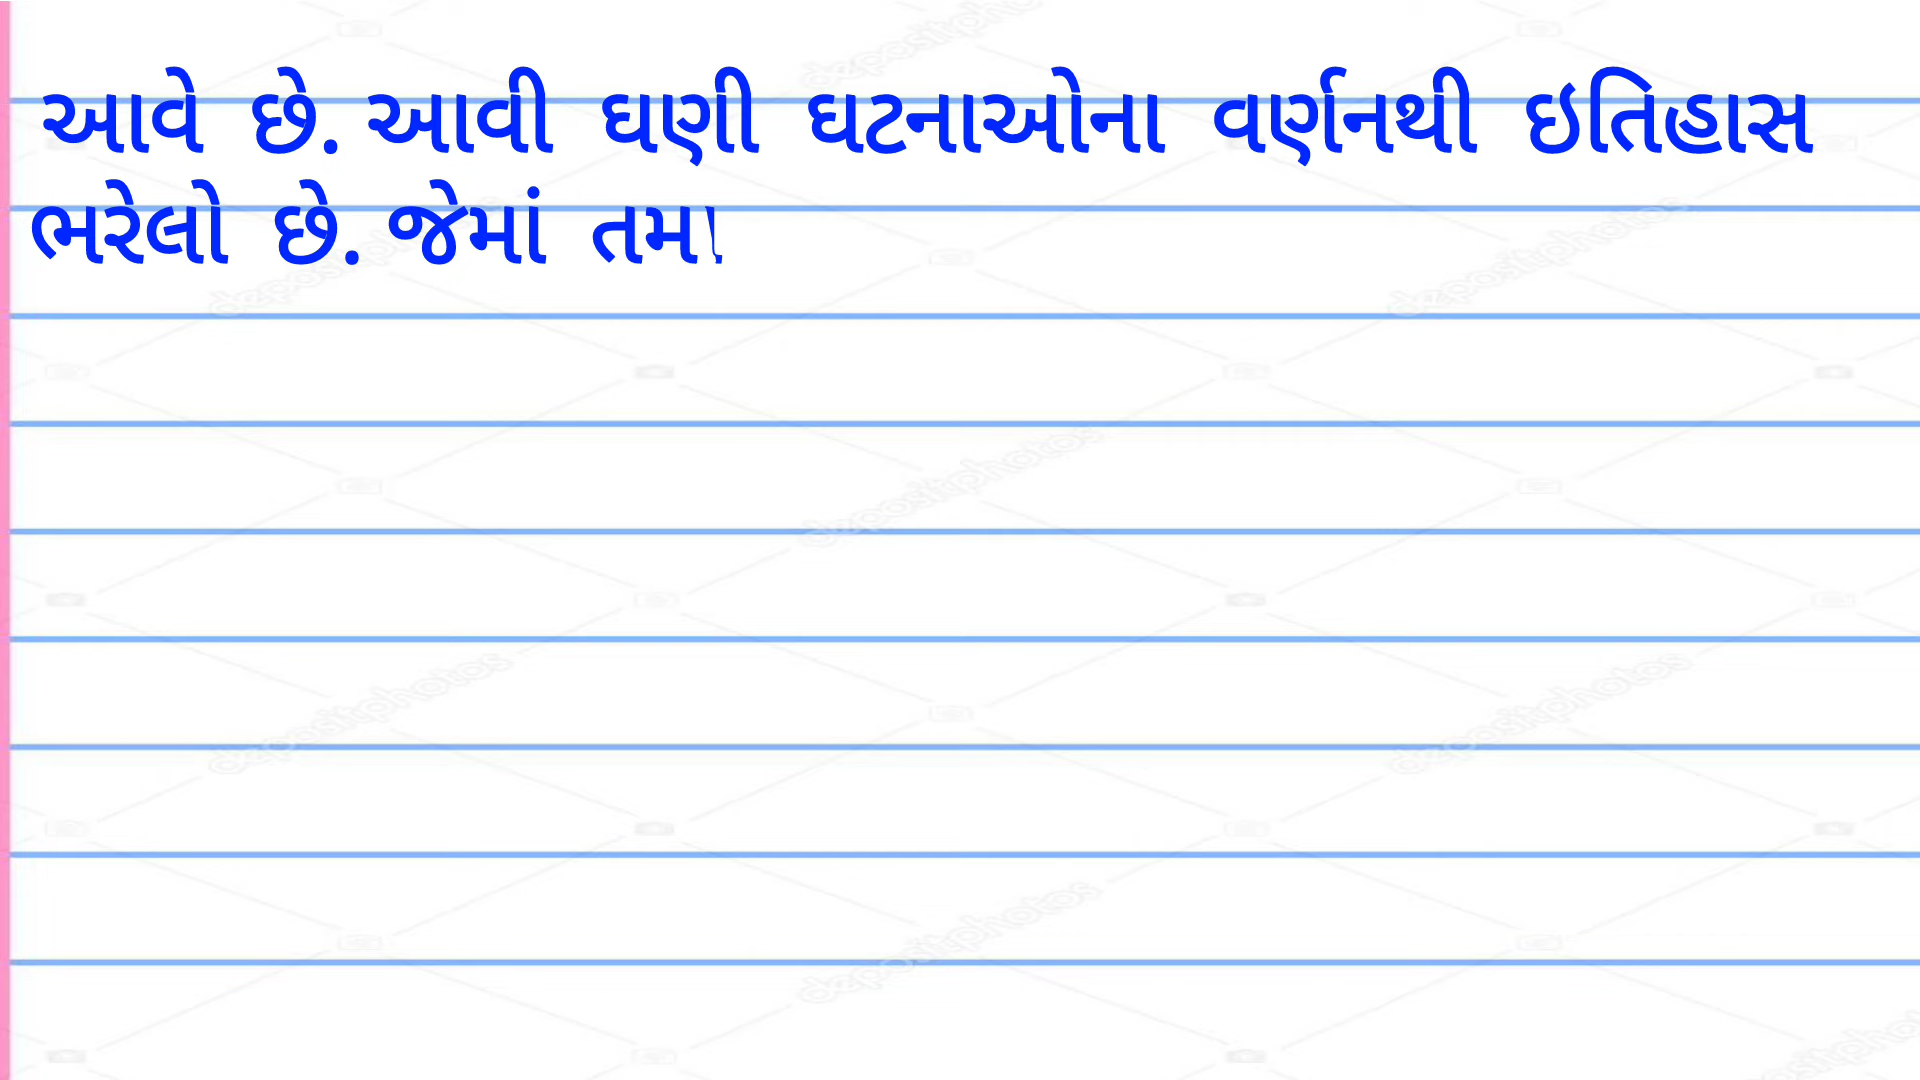 આવે છે. આવી ઘણી ઘટનાઓના વર્ણનથી ઇતિહાસ
ભરેલો છે. જેમાં તમ